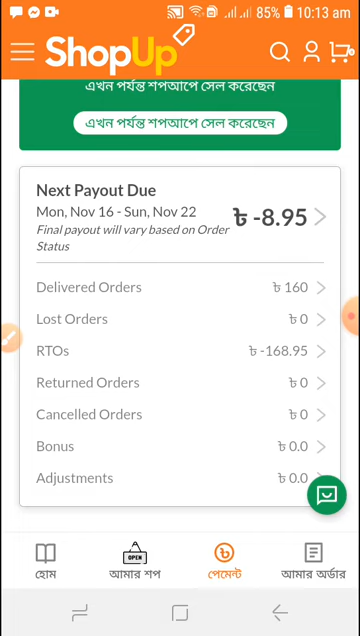 85% 10:13 am
ShopUp 0
এখন পর্যন্ত শপআপে সেল করেছেন
এখন পর্যন্ত শপআপে সেল করেছেন
Next Payout Due
Mon, Nov 16 - Sun, Nov 22 ৳ -8.95
Final payout will vary based on Order
Status
Delivered Orders ৳ 160
Lost Orders ৳ 0
RTOs ৳ -168.95
Returned Orders ৳ 0
Cancelled Orders ৳ 0
Bonus ৳ 0.0
Adjustments ৳ 0.0
OPEN ৳
হোম আমার শপ পেমেন্ট আমার অর্ডার